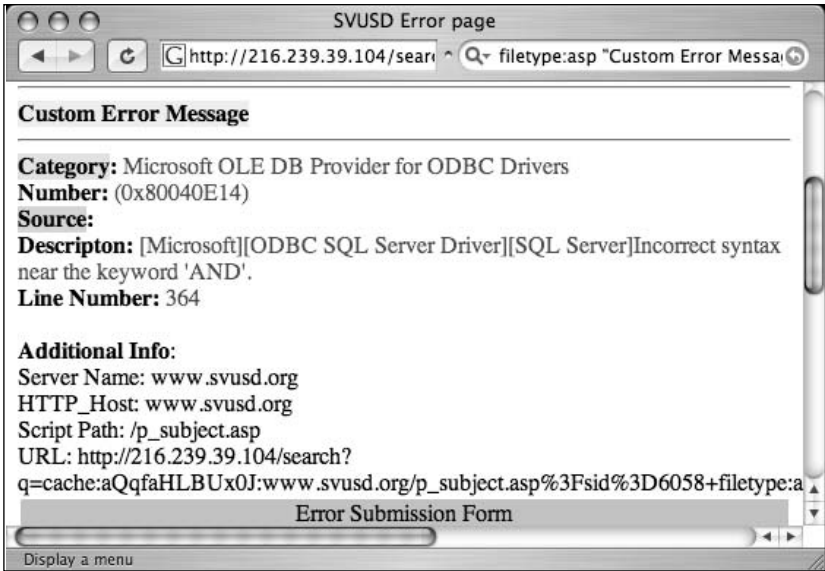 SVUSD Error page
http://216.239.39.104/sear
filetype:asp "Custom Error Messa
Custom Error Message
Category: Microsoft OLE DB Provider for ODBC Drivers
Number: (0x80040E14)
Source:
Descripton: [Microsoft][ODBC SQL Server Driver][SQL Server]Incorrect syntax
near the keyword 'AND'.
Line Number: 364
Additional Info:
Server Name: www.svusd.org
HTTP_Host: www.svusd.org
Script Path: /p_subject.asp
URL: http://216.239.39.104/search?
q=cache:aQqfaHLBUx0J:www.svusd.org/p_subject.asp%3Fsid%3D6058+filetype:a
Error Submission Form
Display a menu